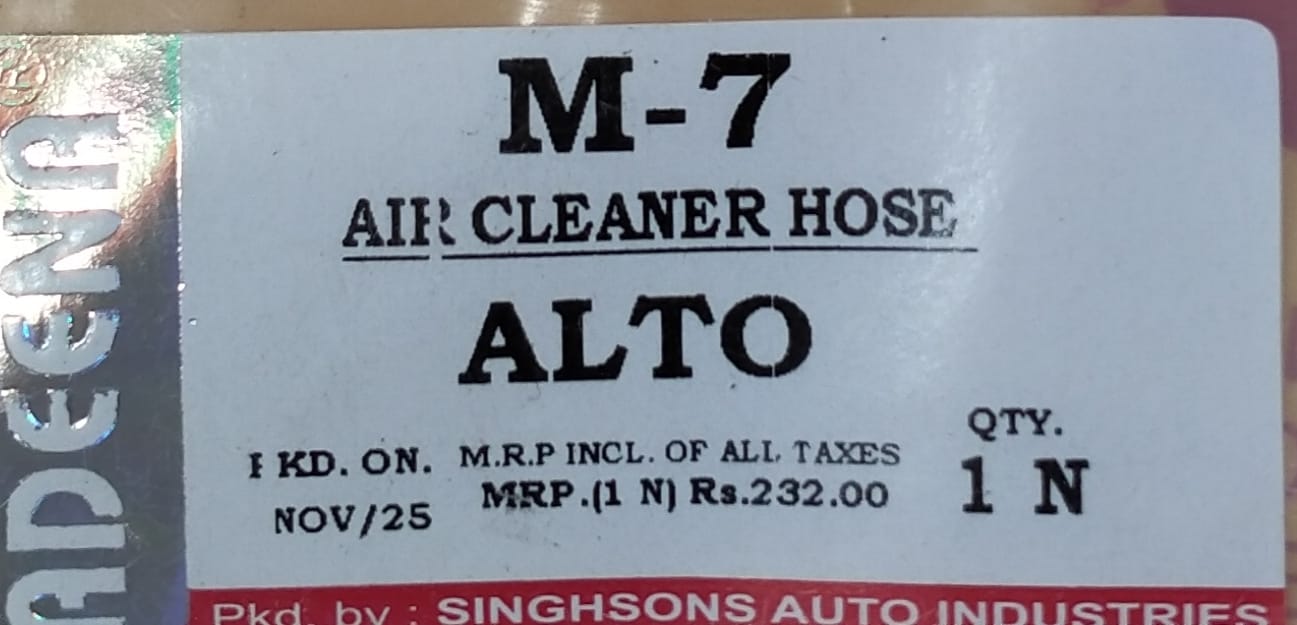 M-7
AIR CLEANER HOSE
ALTO
QTY.
PKD. ON. M.R.P INCL. OF ALL TAXES
1 N
MRP.(1 N) Rs.232.00
NOV/25
Pkd. by : SINGHSONS AUTO INDUSTRIES
®